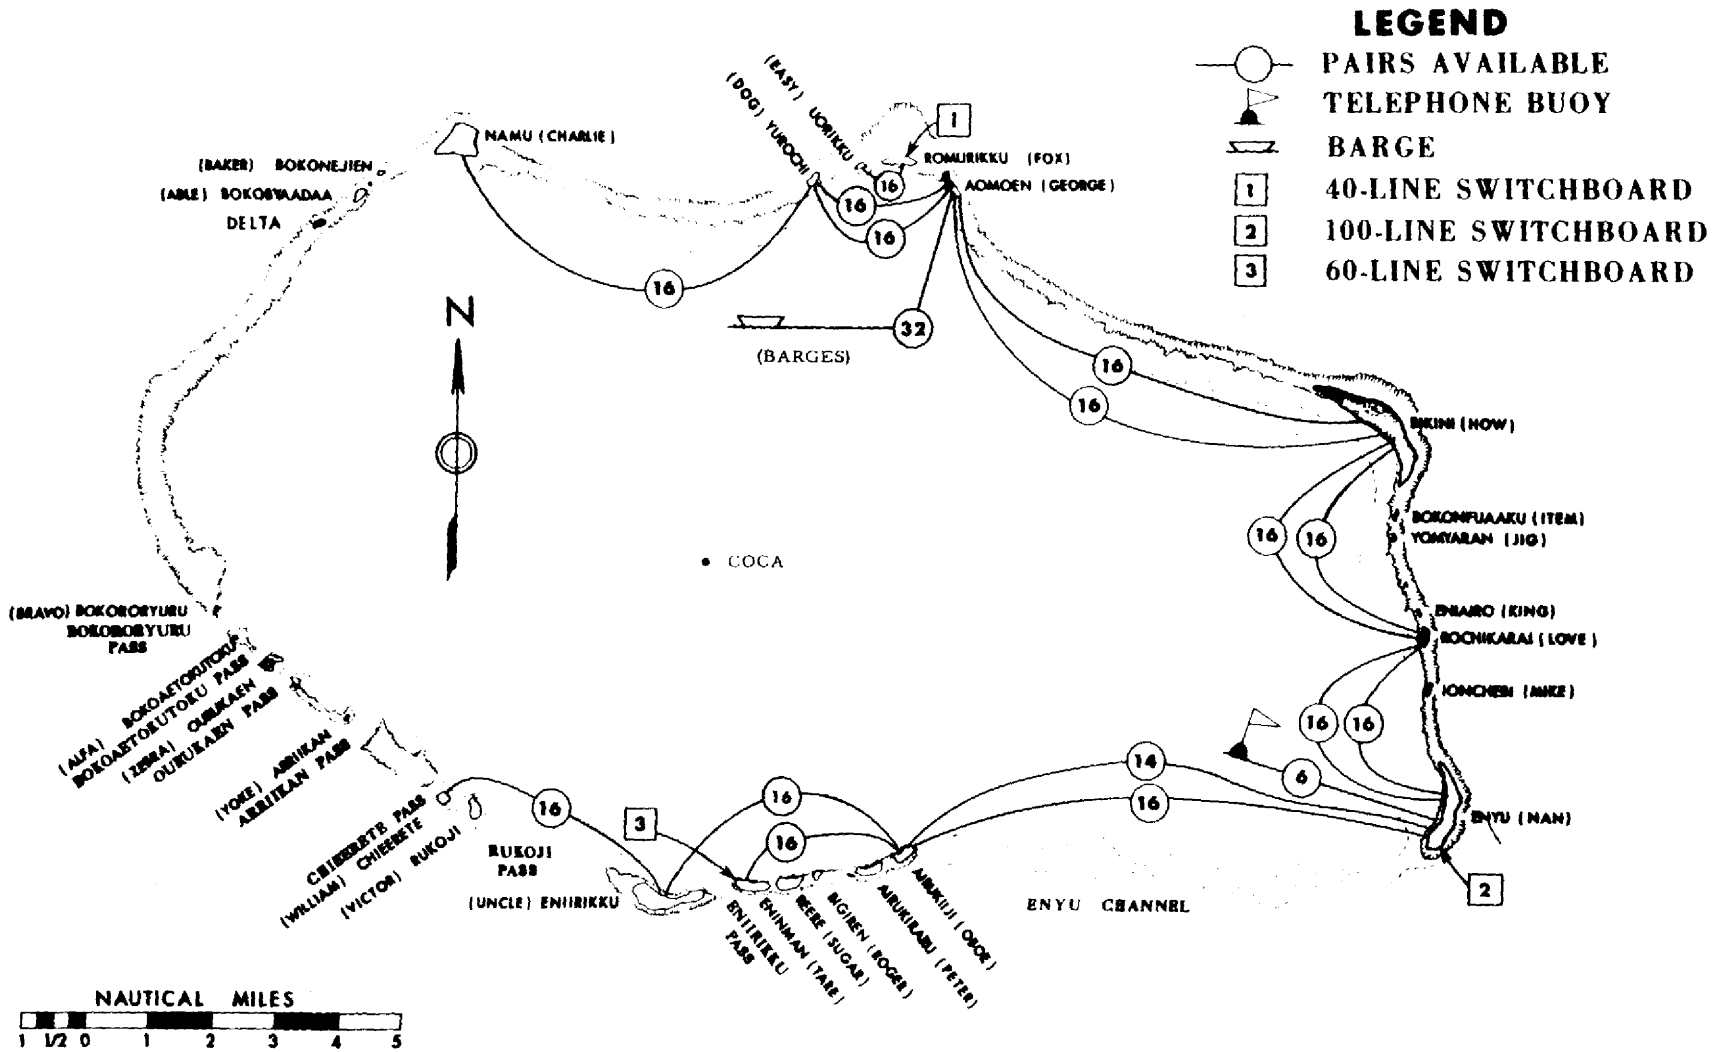 LEGEND
PAIRS AVAILABLE
TELEPHONE BUOY
BARGE
1 40-LINE SWITCHBOARD
2 100-LINE SWITCHBOARD
3 60-LINE SWITCHBOARD
(EASY) UORIKKU
(DOG) YUROCHI
1
NAMU (CHARLIE)
ROMURIKKU (FOX)
AOMOEN (GEORGE)
(BAKER) BOKONEJIEN
(ABLE) BOKOBYAADAA
DELTA
16
16
16
16
N
32
(BARGES)
16
16
BIKINI (HOW)
BOKONFUAAKU (ITEM)
YOMYARAN (JIG)
16
16
COCA
(BRAVO) BOKORORYURU
BOKORORYURU
PASS
ENIAIRO (KING)
ROCHIKARAI (LOVE)
IONCHEBI (MIKE)
(ALFA) BOKOAETOKUTOKU
BOKOAETOKUTOKU PASS
(ZEBRA) OURUKAEN
OURUKAEN PASS
(YOKE) ARRIIKAN
ARRIIKAN PASS
16
16
14
6
16
16
16
16
3
ENYU (NAN)
CHIEERETE PASS
(WILLIAM) CHIEERETE
(VICTOR) RUKOJI
RUKOJI
PASS
(UNCLE) ENIIRIKKU
ENIIRIKKU
PASS
ENINMAN (TARE)
REERE (SUGAR)
BIGIREN (ROGER)
AIRUKIRARU (PETER)
AIRUKIIJI (OBOE)
ENYU CHANNEL
2
NAUTICAL MILES
1 1/2 0 1 2 3 4 5